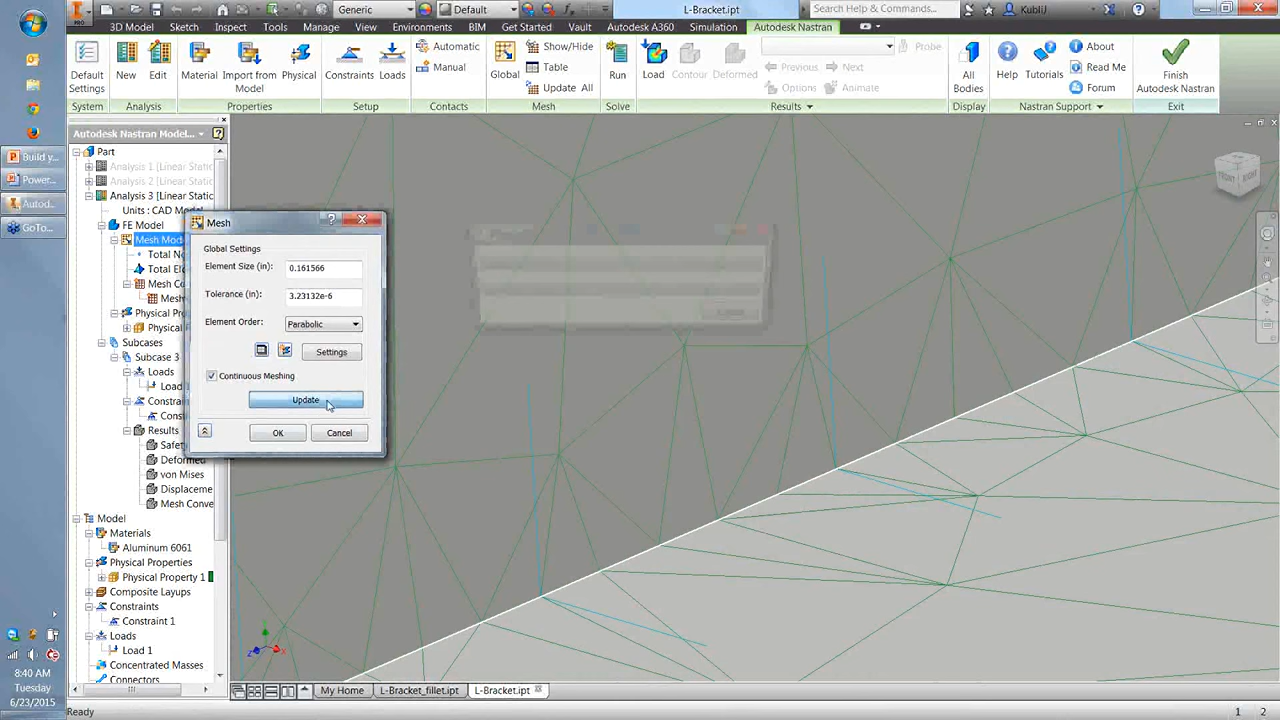 Generic
Default
L-Bracket.ipt
Search Help & Commands...
KubliJ
3D Model
Sketch
Inspect
Tools
Manage
View
Environments
BIM
Get Started
Vault
Autodesk A360
Simulation
Autodesk Nastran
Default Settings
New
Edit
Material
Import from Model
Physical
Constraints
Loads
Automatic
Manual
Global
Show/Hide
Table
Update All
Run
Load
Contour
Deformed
Probe
Previous
Next
Options
Animate
All Bodies
Help
Tutorials
About
Read Me
Forum
Finish Autodesk Nastran
System
Analysis
Properties
Setup
Contacts
Mesh
Solve
Results
Display
Nastran Support
Exit
Build y...
Power...
Autod...
GoTo...
8:40 AM
Tuesday
6/23/2015
Autodesk Nastran Model...
Part
Analysis 1 [Linear Static
Analysis 2 [Linear Static
Analysis 3 [Linear Static
Units : CAD Model
FE Model
Mesh Mod
Total No
Total Ele
Mesh Co
Mesh
Physical Pr
Physical
Subcases
Subcase 3
Loads
Load
Constrai
Cons
Results
Safet
Deformed
von Mises
Displaceme
Mesh Conve
Model
Materials
Aluminum 6061
Physical Properties
Physical Property 1
Composite Layups
Constraints
Constraint 1
Loads
Load 1
Concentrated Masses
Connectors
Mesh
Global Settings
Element Size (in):
0.161566
Tolerance (in):
3.23132e-6
Element Order:
Parabolic
Settings
Continuous Meshing
Update
OK
Cancel
FRONT
My Home
L-Bracket_fillet.ipt
L-Bracket.ipt
Ready
1
2